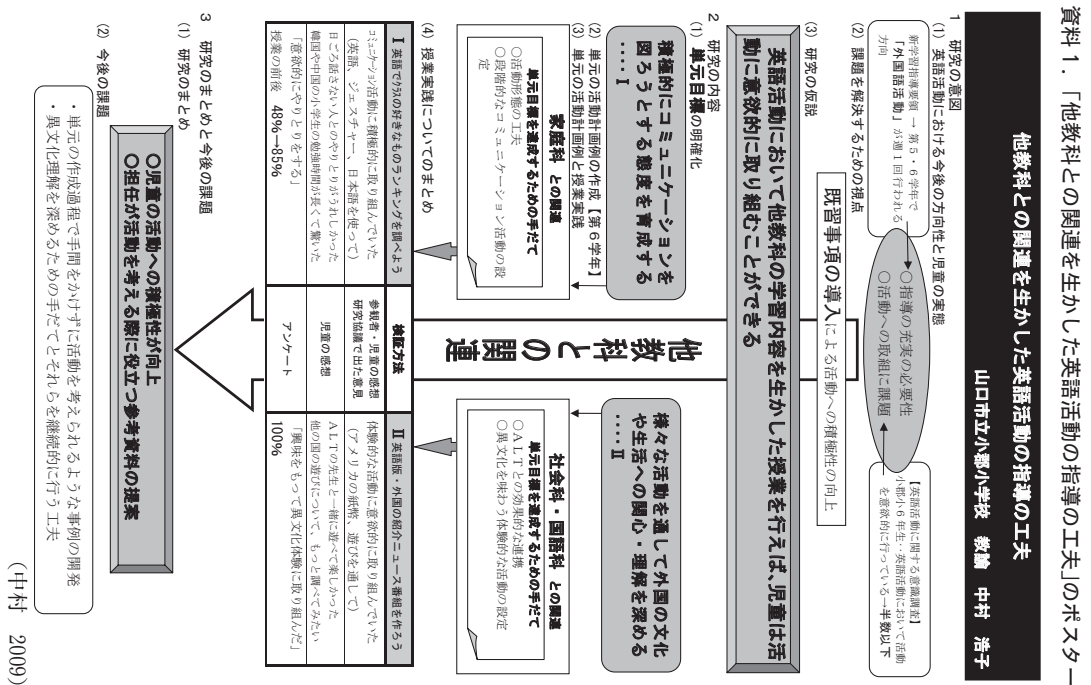 資料1.「他教科との関連を生かした英語活動の指導の工夫」のポスター
他教科との関連を生かした英語活動の指導の工夫
山口市立小郡小学校　教諭　中村　浩子
1　研究の意図
(1) 英語活動における今後の方向性と児童の実態
新学習指導要領 → 第5・6学年で
「外国語活動」が週1回行われる
方向
○指導の充実の必要性
○活動への取組に課題
【英語活動に関する意識調査】
小郡小6年生‥英語活動において活動
を意欲的に行っている→半数以下
(2) 課題を解決するための視点
既習事項の導入による活動への積極性の向上
(3) 研究の仮説
英語活動において他教科の学習内容を生かした授業を行えば、児童は活
動に意欲的に取り組むことができる
2　研究の内容
(1) 単元目標の明確化
積極的にコミュニケーションを
図ろうとする態度を育成する
‥‥Ⅰ
様々な活動を通して外国の文化
や生活への関心・理解を深める
‥‥Ⅱ
他教科との関連
(2) 単元の活動計画例の作成【第6学年】
(3) 単元の活動計画例と授業実践
家庭科 との関連
単元目標を達成するための手だて
○活動形態の工夫
○段階的なコミュニケーション活動の設
定
社会科・国語科 との関連
単元目標を達成するための手だて
○ALTとの効果的な連携
○異文化を味わう体験的な活動の設定
(4) 授業実践についてのまとめ
Ⅰ 英語でクラスの好きなものランキングを調べよう
検証方法
Ⅱ 英語版・外国の紹介ニュース番組を作ろう
コミュニケーション活動に積極的に取り組んでいた
(英語、ジェスチャー、日本語を使って)
参観者・児童の感想
研究協議で出た意見
体験的な活動に意欲的に取り組んでいた
(アメリカの紙幣、遊びを通して)
日ごろ話さない人とのやりとりがうれしかった
韓国や中国の小学生の勉強時間が長くて驚いた
児童の感想
ALTの先生と一緒に遊べて楽しかった
他の国の遊びについて、もっと調べてみたい
「意欲的にやりとりをする」
授業の前後　48%→85%
アンケート
「興味をもって異文化体験に取り組んだ」
100%
3　研究のまとめと今後の課題
(1) 研究のまとめ
○児童の活動への積極性が向上
○担任が活動を考える際に役立つ参考資料の提案
(2) 今後の課題
・単元の作成過程で手間をかけずに活動を考えられるような事例の開発
・異文化理解を深めるための手だてとそれらを継続的に行う工夫
(中村　2009)